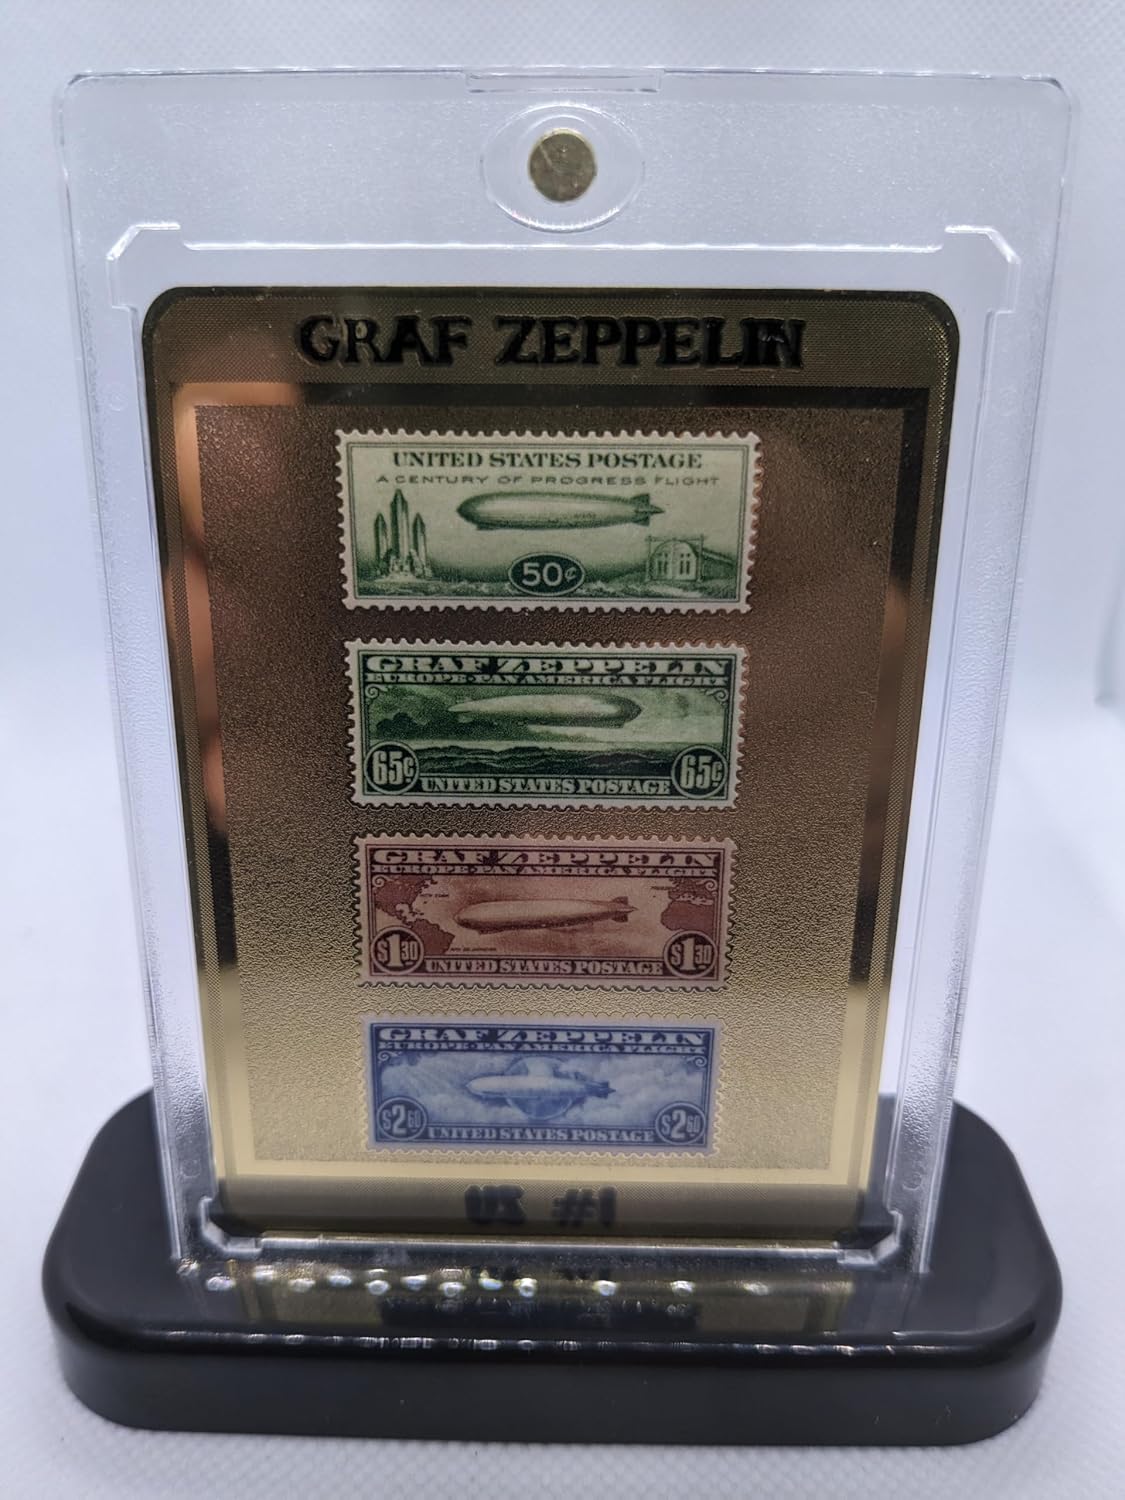 GRAF ZEPPELIN
UNITED STATES POSTAGE
A CENTURY OF PROGRESS FLIGHT
50¢
GRAF ZEPPELIN
EUROPE-PAN AMERICA FLIGHT
65¢ 65¢
UNITED STATES POSTAGE
GRAF ZEPPELIN
EUROPE-PAN AMERICA FLIGHT
$1.30 $1.30
UNITED STATES POSTAGE
GRAF ZEPPELIN
EUROPE-PAN AMERICA FLIGHT
$2.60 $2.60
UNITED STATES POSTAGE
US #1